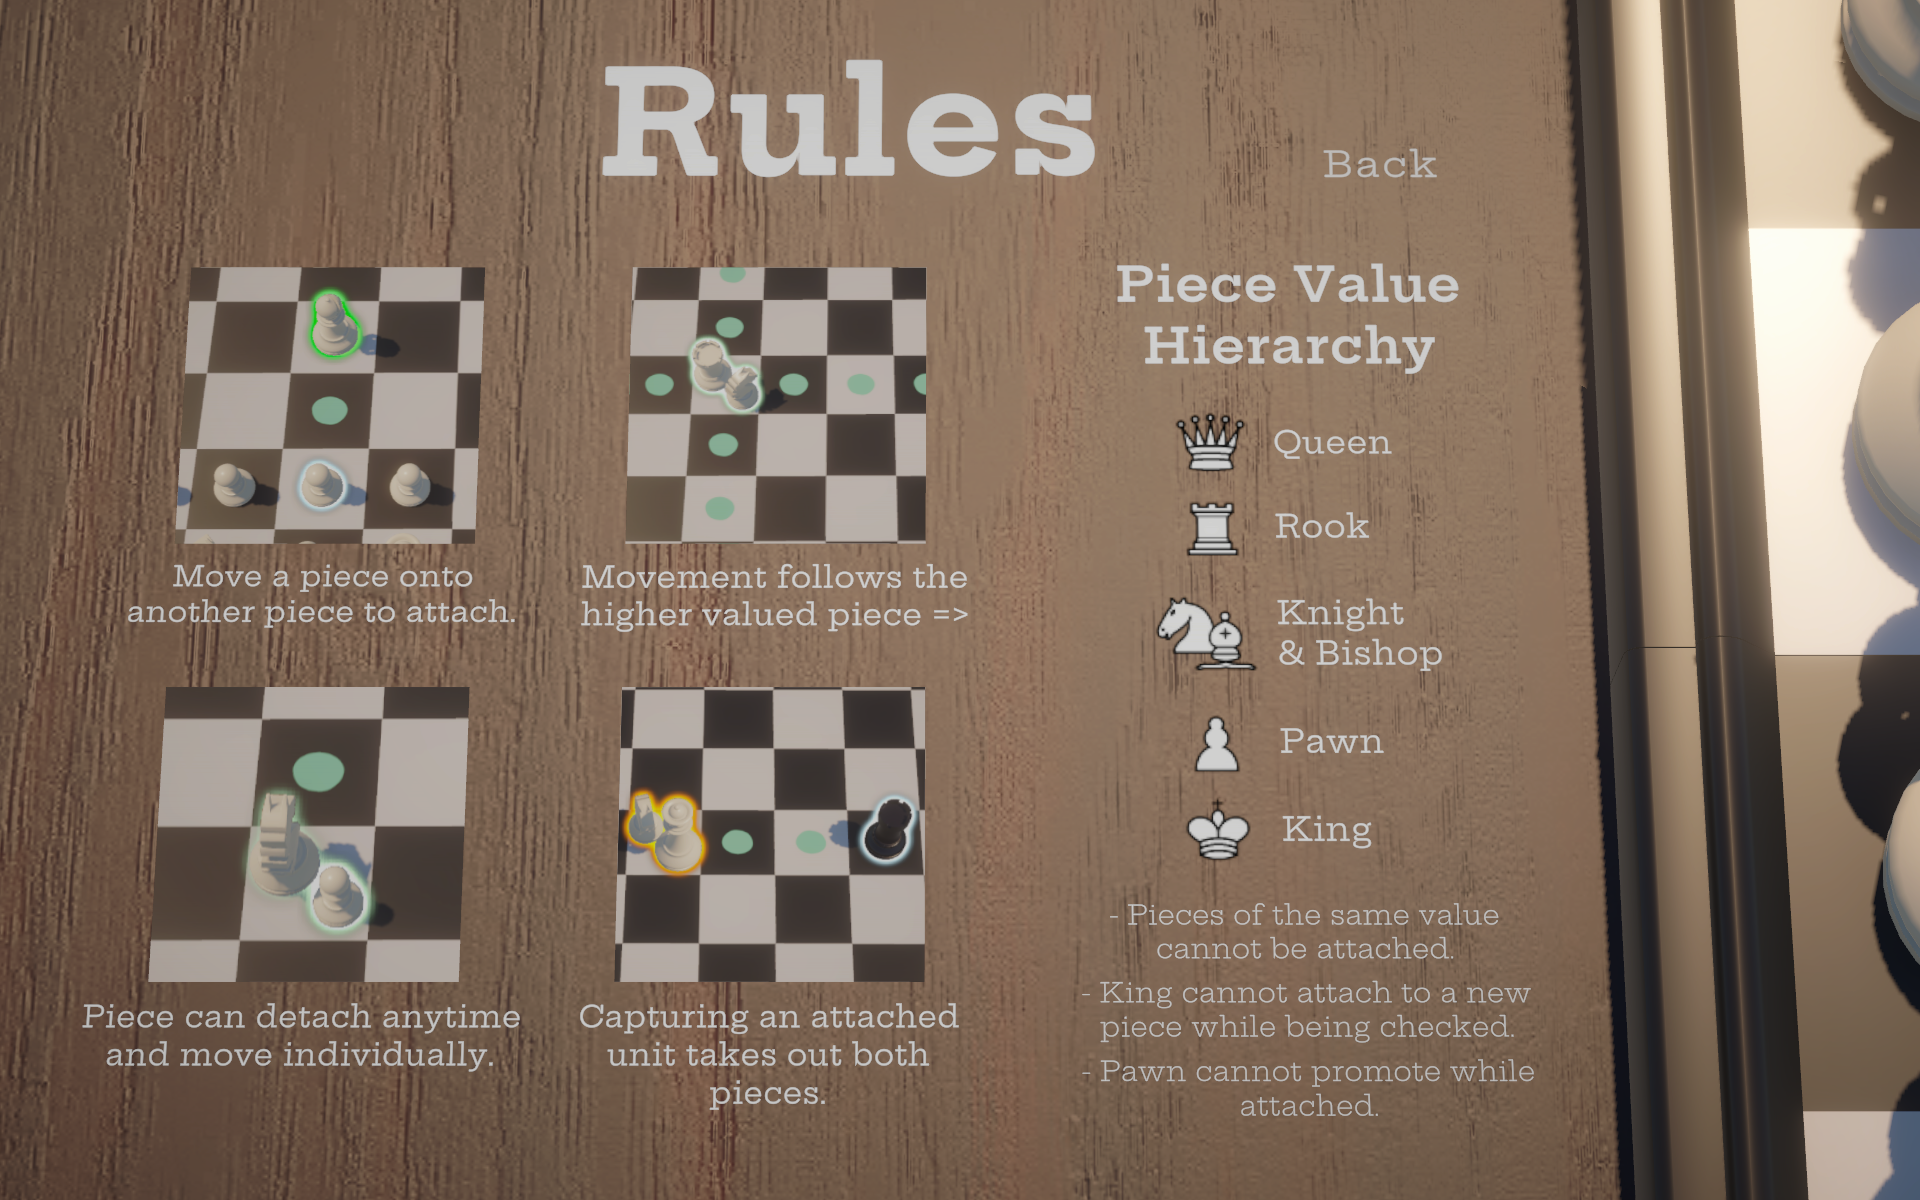 Rules
Back
Move a piece onto
another piece to attach.
Movement follows the
higher valued piece =>
Piece can detach anytime
and move individually.
Capturing an attached
unit takes out both
pieces.
Piece Value
Hierarchy
Queen
Rook
Knight
& Bishop
Pawn
King
- Pieces of the same value
cannot be attached.
- King cannot attach to a new
piece while being checked.
- Pawn cannot promote while
attached.